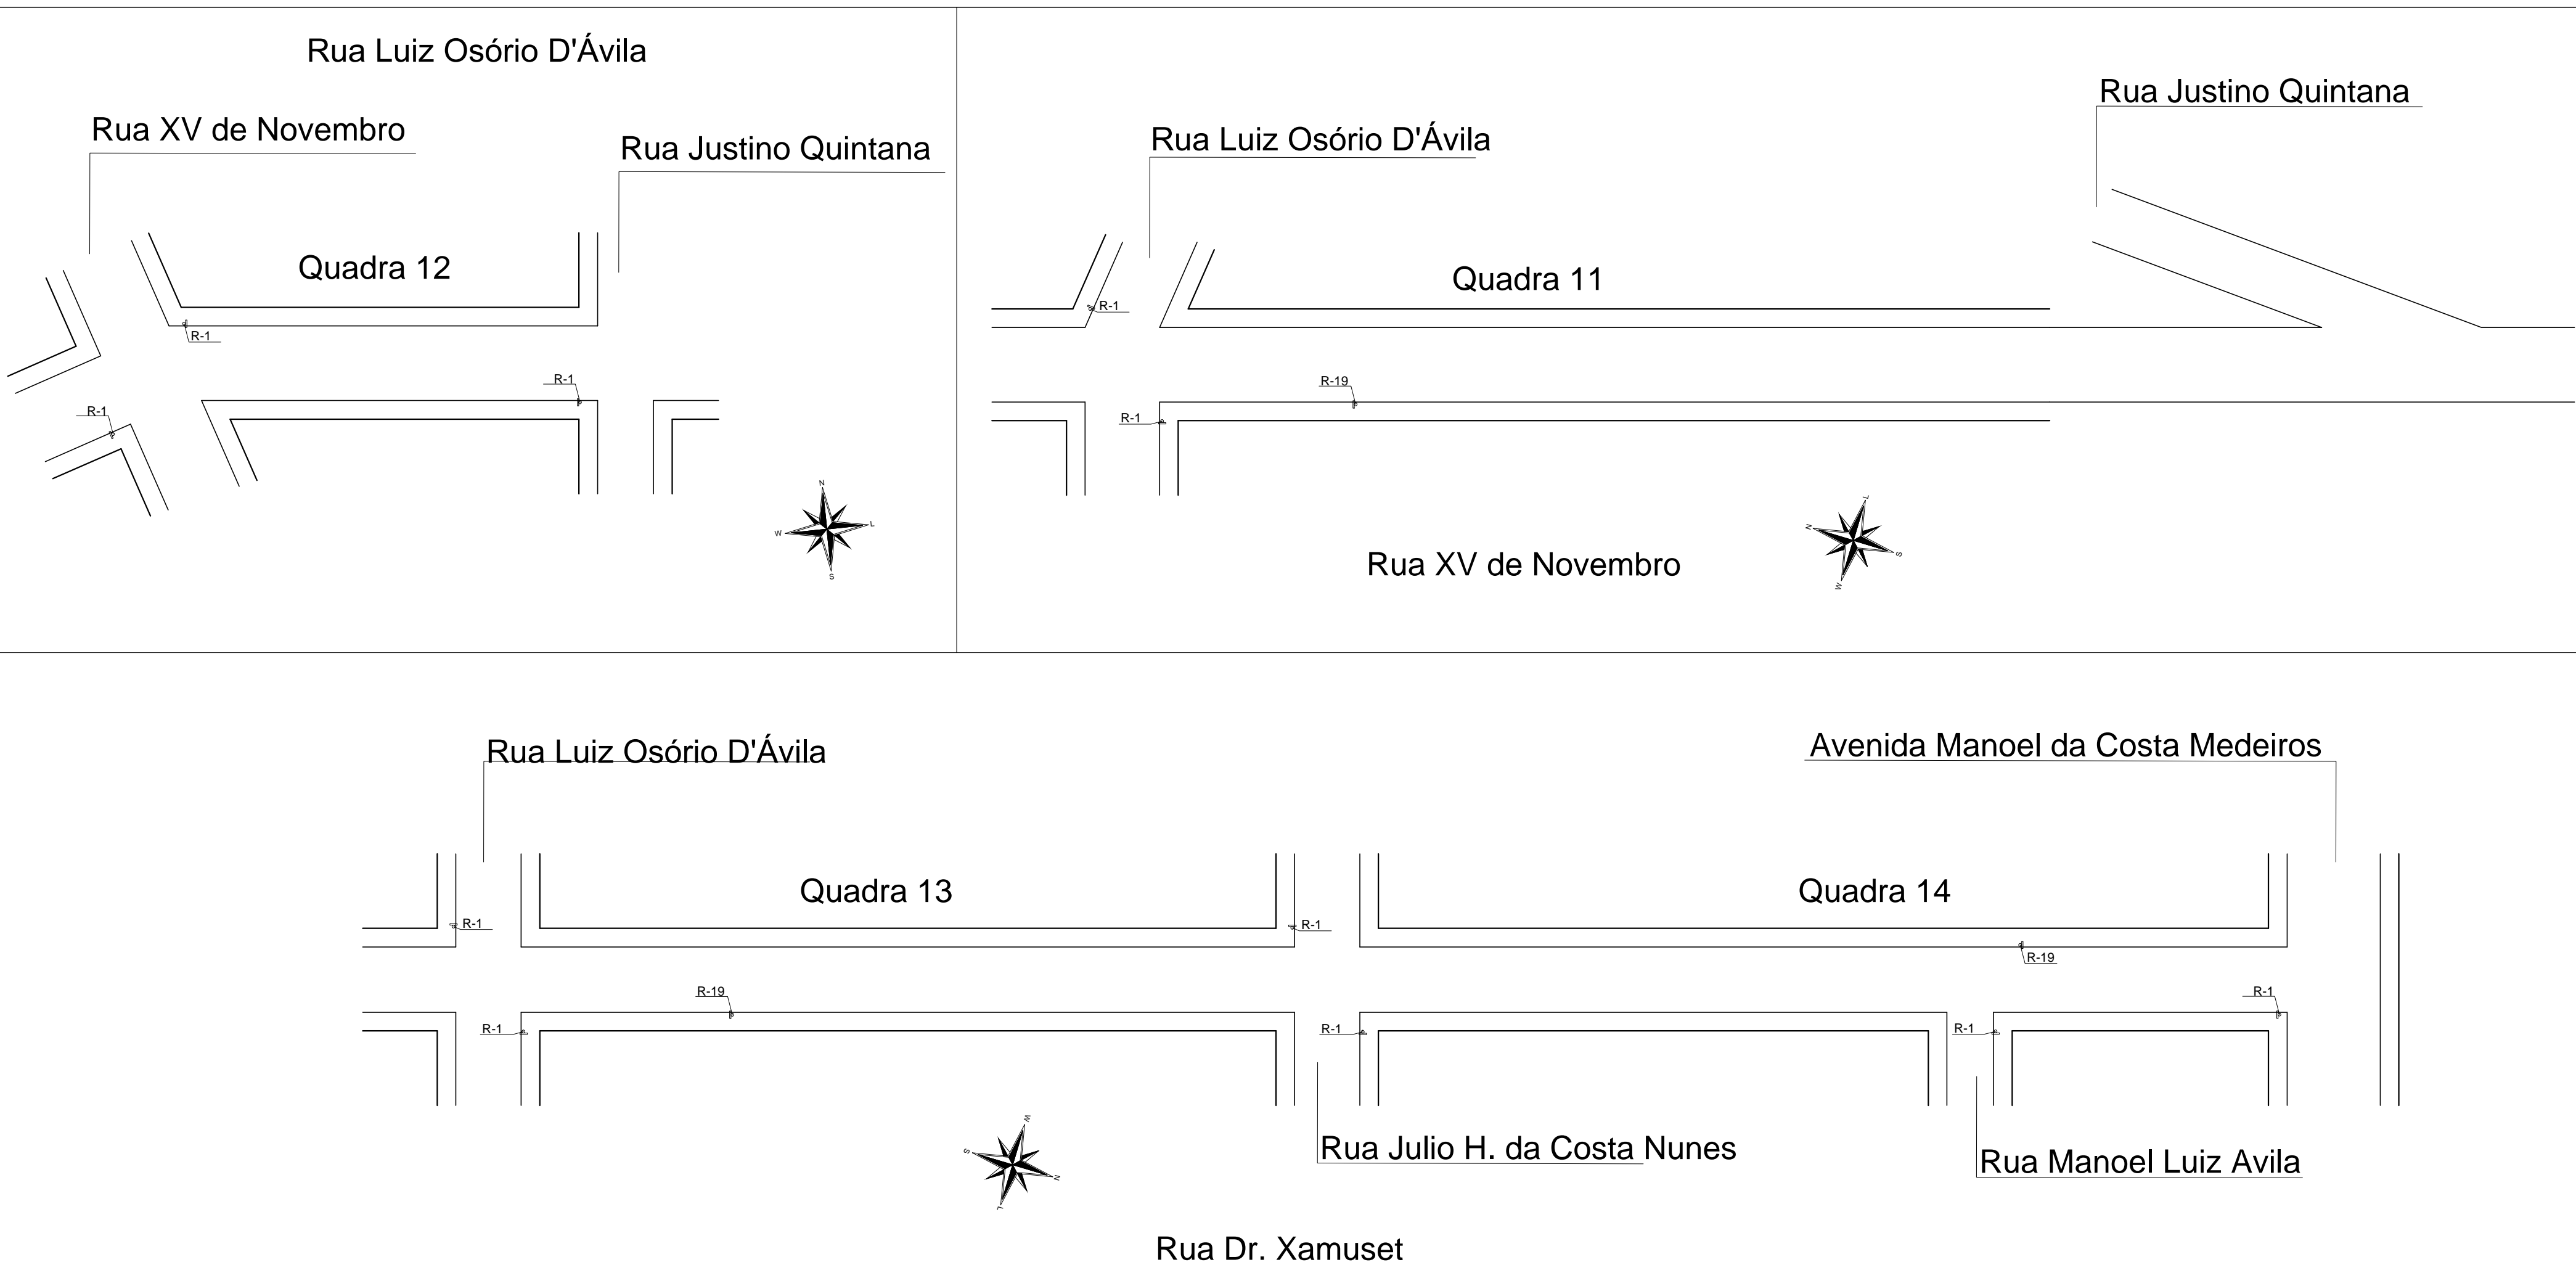 Rua Luiz Osório D'Ávila
Rua XV de Novembro
Rua Justino Quintana
Quadra 12
R-1
R-1
R-1
N
W
L
S
Rua Justino Quintana
Rua Luiz Osório D'Ávila
Quadra 11
R-1
R-19
R-1
L
N
S
W
Rua XV de Novembro
Rua Luiz Osório D'Ávila
Avenida Manoel da Costa Medeiros
Quadra 13
Quadra 14
R-1
R-1
R-19
R-19
R-1
R-1
R-1
R-1
W
S
N
L
Rua Julio H. da Costa Nunes
Rua Manoel Luiz Avila
Rua Dr. Xamuset